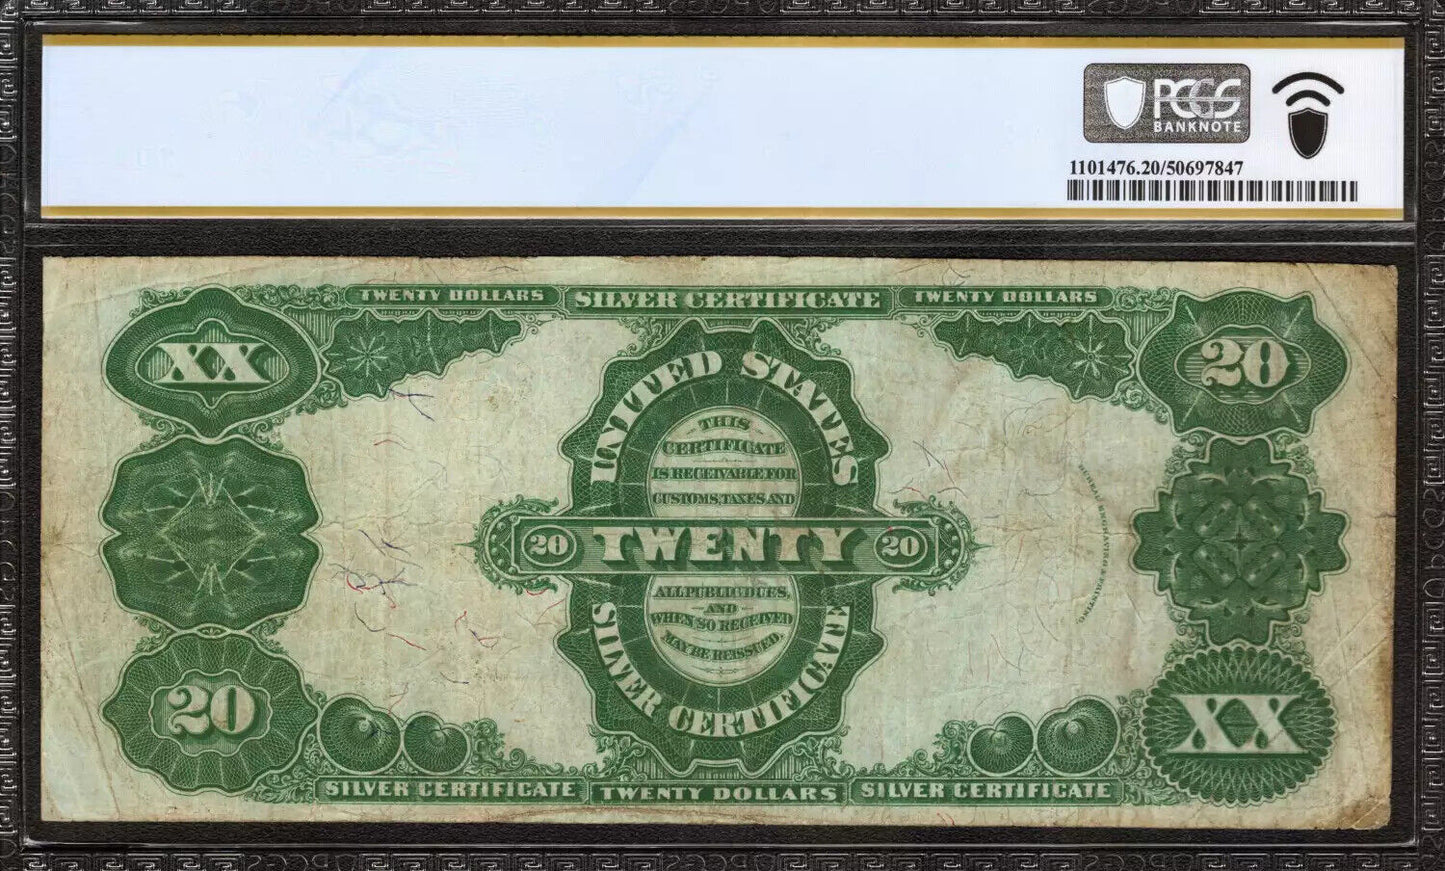 PCGS
BANKNOTE
1101476.20/50697847
TWENTY DOLLARS SILVER CERTIFICATE TWENTY DOLLARS
XX
20
UNITED STATES
THIS
CERTIFICATE
IS RECEIVABLE FOR
CUSTOMS, TAXES AND
20 TWENTY 20
ALL PUBLIC DUES,
AND
WHEN SO RECEIVED
MAY BE REISSUED.
SILVER CERTIFICATE
20
XX
SILVER CERTIFICATE TWENTY DOLLARS SILVER CERTIFICATE